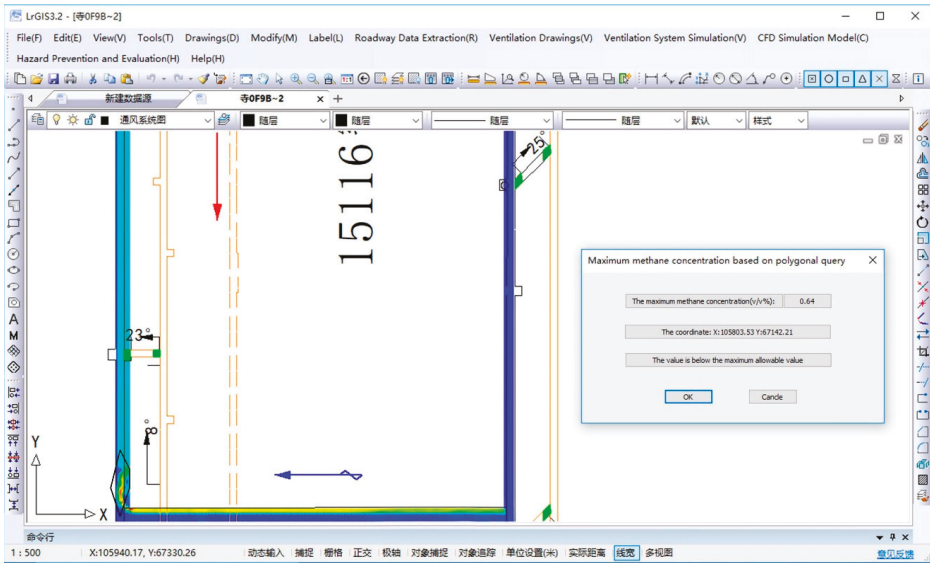 LrGIS3.2 - [寺0F9B~2]
File(F) Edit(E) View(V) Tools(T) Drawings(D) Modify(M) Label(L) Roadway Data Extraction(R) Ventilation Drawings(V) Ventilation System Simulation(V) CFD Simulation Model(C)
Hazard Prevention and Evaluation(H) Help(H)
新建数据源 寺0F9B~2
通风系统图 随层 随层 随层 随层 默认 样式
25°
15116
Maximum methane concentration based on polygonal query
The maximum methane concentration(v/v%): 0.64
The coordinate: X:105803.53 Y:67142.21
The value is below the maximum allowable value
OK Cancle
23°
8°
Y
X
A
M
命令行
1 : 500 X:105940.17, Y:67330.26 动态输入 捕捉 栅格 正交 极轴 对象捕捉 对象追踪 单位设置(米) 实际距离 线宽 多视图 意见反馈